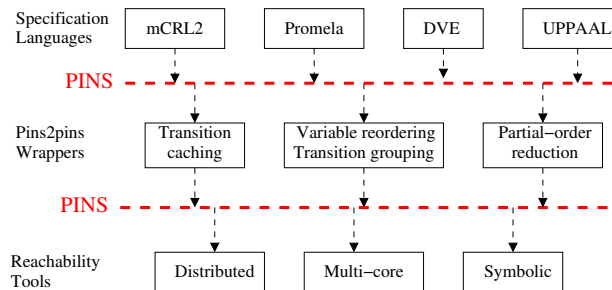 Specification
Languages
mCRL2
Promela
DVE
UPPAAL
PINS
Pins2pins
Wrappers
Transition
caching
Variable reordering
Transition grouping
Partial−order
reduction
PINS
Reachability
Tools
Distributed
Multi−core
Symbolic